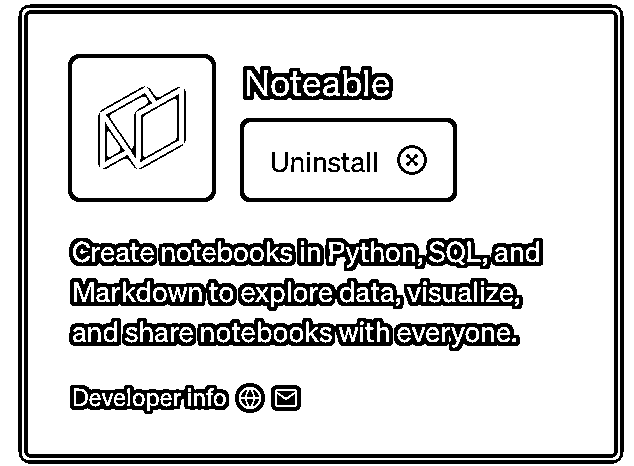 Noteable
Uninstall
Create notebooks in Python, SQL, and
Markdown to explore data, visualize,
and share notebooks with everyone.
Developer info